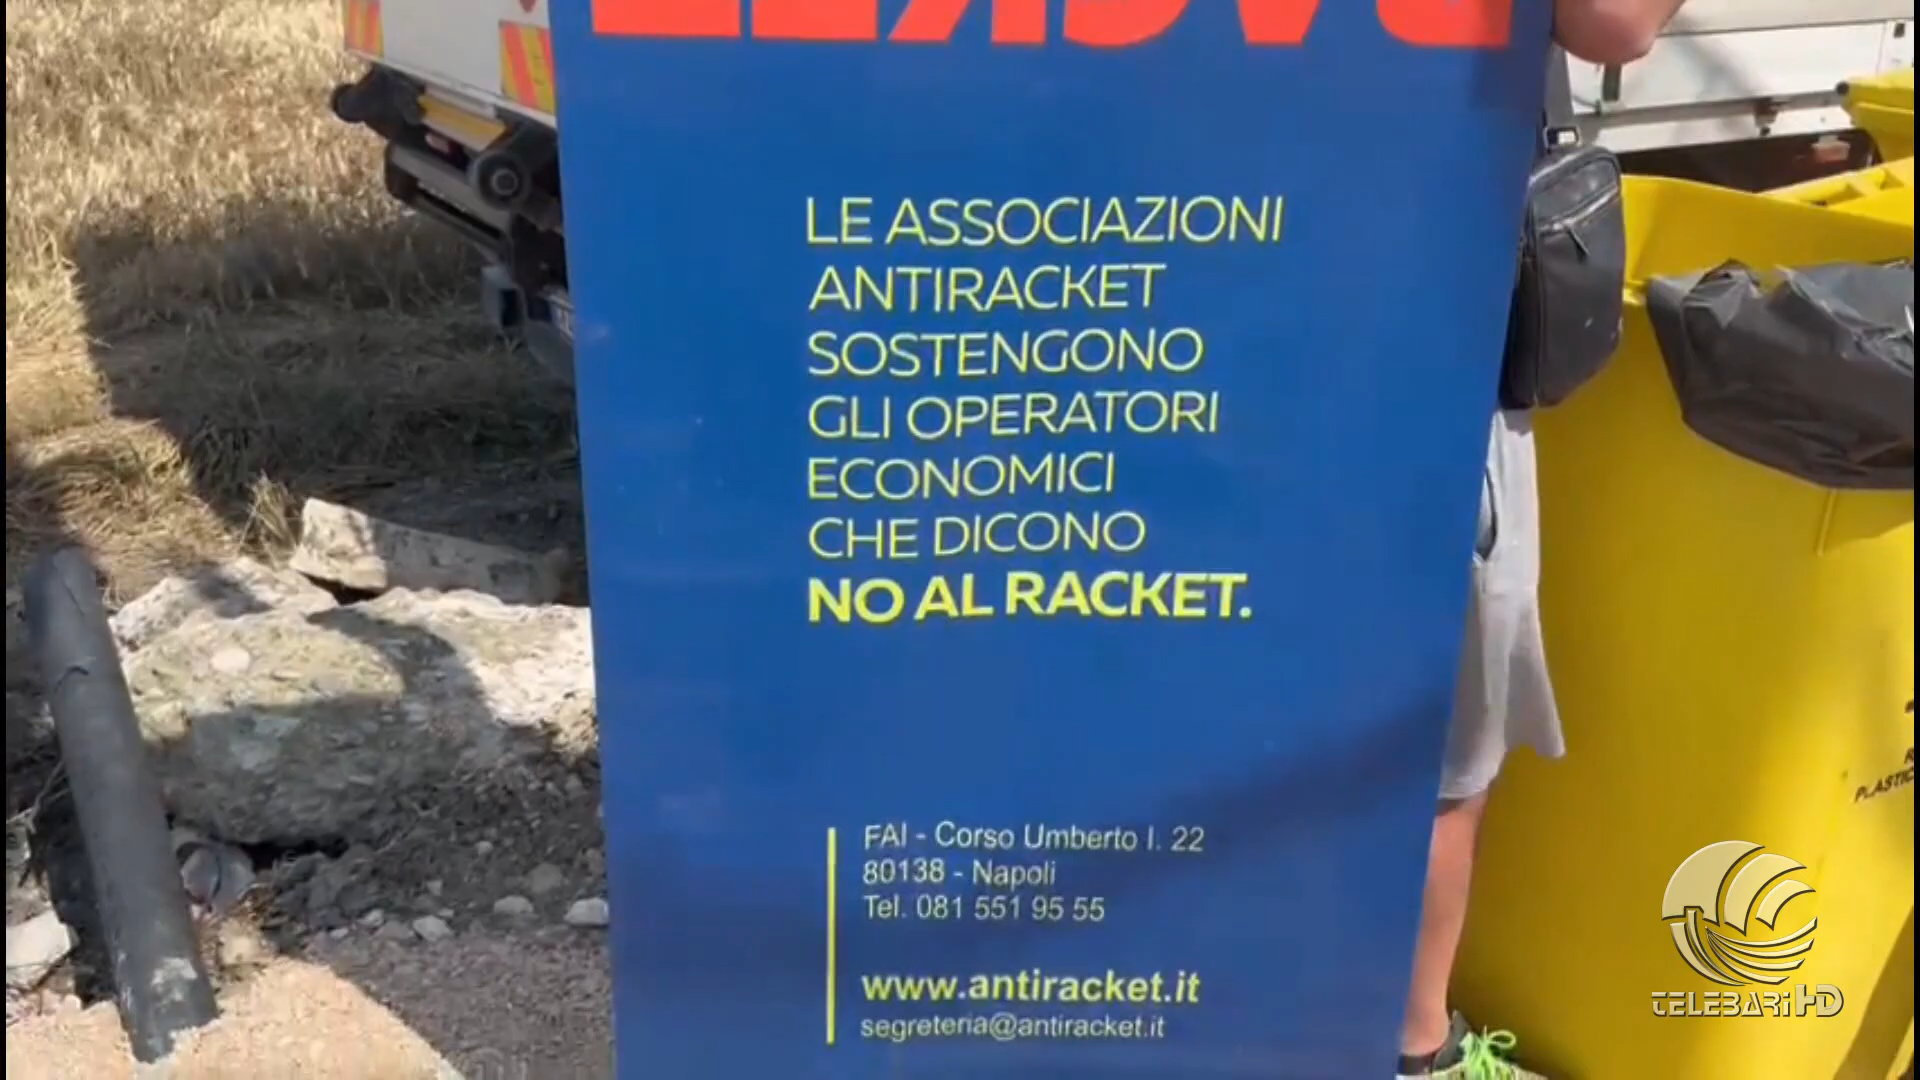 LE ASSOCIAZIONI
ANTIRACKET
SOSTENGONO
GLI OPERATORI
ECONOMICI
CHE DICONO
NO AL RACKET.
FAI - Corso Umberto I. 22
80138 - Napoli
Tel. 081 551 95 55
www.antiracket.it
segreteria@antiracket.it
TELEBARI HD